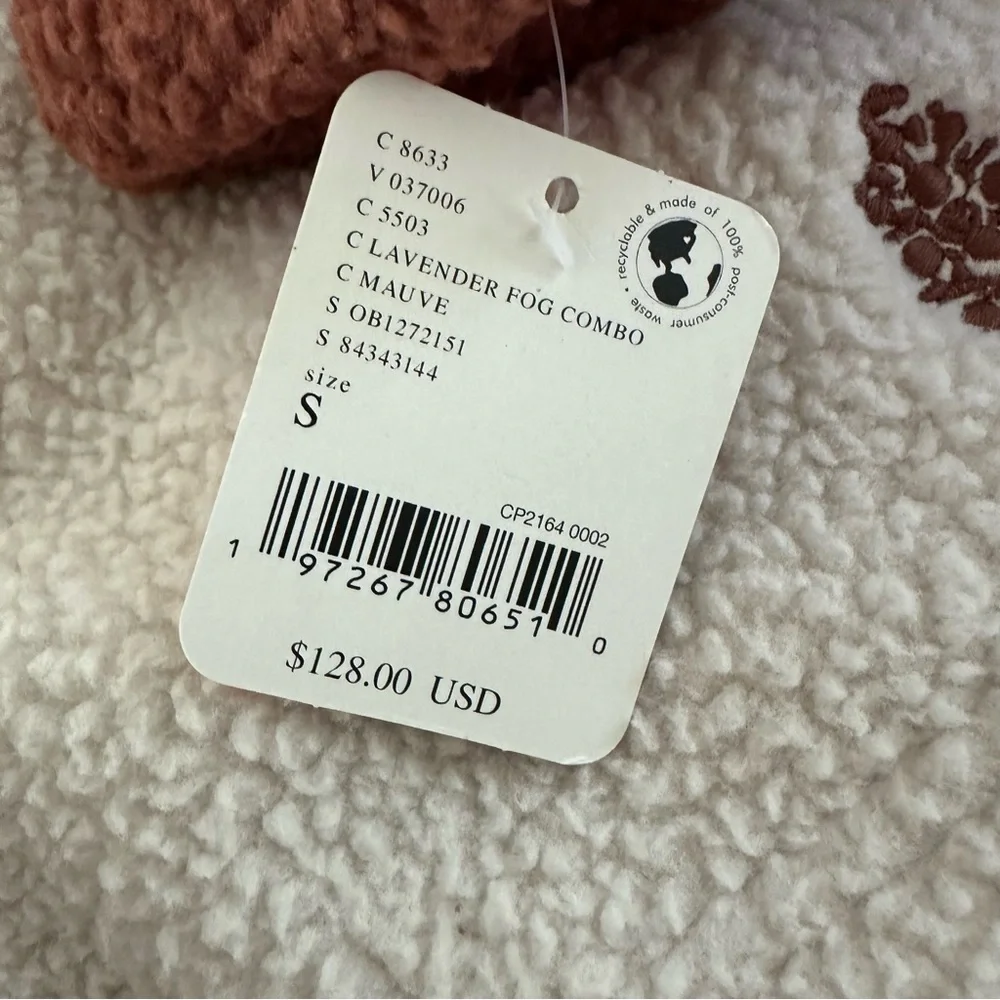 C 8633
V 037006
C 5503
C LAVENDER FOG COMBO
C MAUVE
S OB1272151
S 84343144
size
S
recyclable & made of 100% post-consumer waste •
CP2164 0002
1 97267 80651 0
$128.00 USD